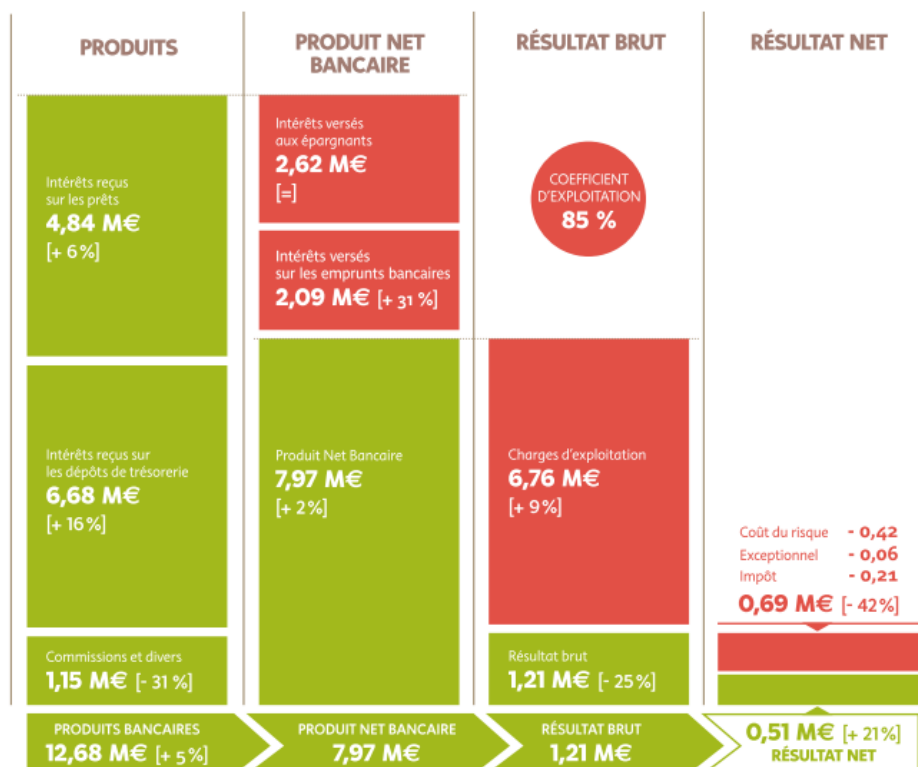 PRODUITS
Intérêts reçus
sur les prêts
4,84 M€
[+ 6%]
Intérêts reçus sur
les dépôts de trésorerie
6,68 M€
[+ 16%]
Commissions et divers
1,15 M€ [- 31 %]
PRODUITS BANCAIRES
12,68 M€ [+ 5%]
PRODUIT NET
BANCAIRE
Intérêts versés
aux épargnants
2,62 M€
[=]
Intérêts versés
sur les emprunts bancaires
2,09 M€ [+ 31 %]
Produit Net Bancaire
7,97 M€
[+ 2%]
PRODUIT NET BANCAIRE
7,97 M€
RÉSULTAT BRUT
COEFFICIENT
D'EXPLOITATION
85 %
Charges d'exploitation
6,76 M€
[+ 9%]
Résultat brut
1,21 M€ [- 25%]
RÉSULTAT BRUT
1,21 M€
RÉSULTAT NET
Coût du risque - 0,42
Exceptionnel - 0,06
Impôt - 0,21
0,69 M€ [- 42%]
0,51 M€ [+ 21%]
RÉSULTAT NET